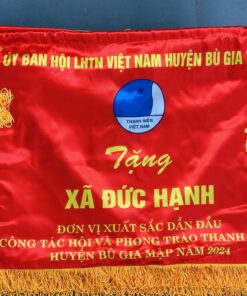 ỦY BAN HỘI LHTN VIỆT NAM HUYỆN BÙ GIA
THANH NIÊN
VIỆT NAM
Tặng
XÃ ĐỨC HẠNH
ĐƠN VỊ XUẤT SẮC DẪN ĐẦU
CÔNG TÁC HỘI VÀ PHONG TRÀO THANH
HUYỆN BÙ GIA MẬP NĂM 2024